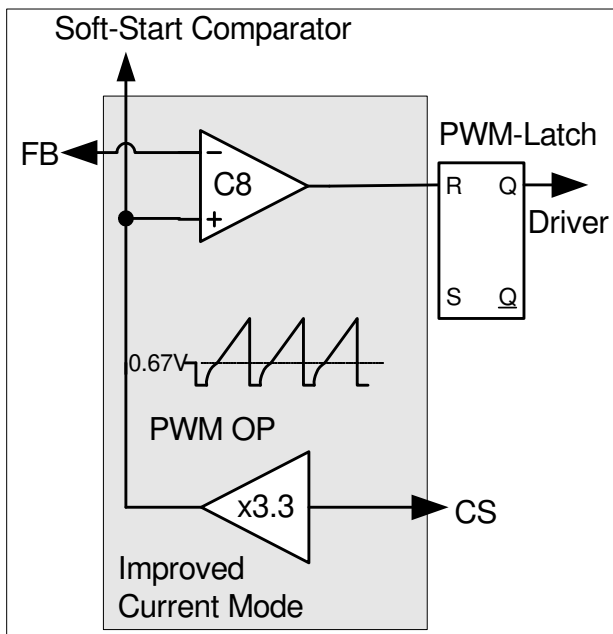 Soft-Start Comparator
FB
−
C8
+
PWM-Latch
R Q
Driver
S Q
0.67V
PWM OP
x3.3
CS
Improved
Current Mode